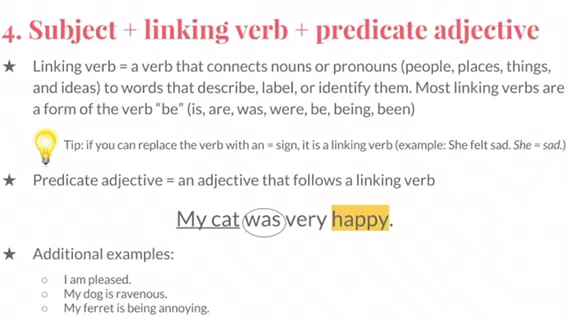 4. Subject + linking verb + predicate adjective
★ Linking verb = a verb that connects nouns or pronouns (people, places, things,
and ideas) to words that describe, label, or identify them. Most linking verbs are
a form of the verb “be” (is, are, was, were, be, being, been)
Tip: if you can replace the verb with an = sign, it is a linking verb (example: She felt sad. She = sad.)
★ Predicate adjective = an adjective that follows a linking verb
My cat was very happy.
★ Additional examples:
○ I am pleased.
○ My dog is ravenous.
○ My ferret is being annoying.